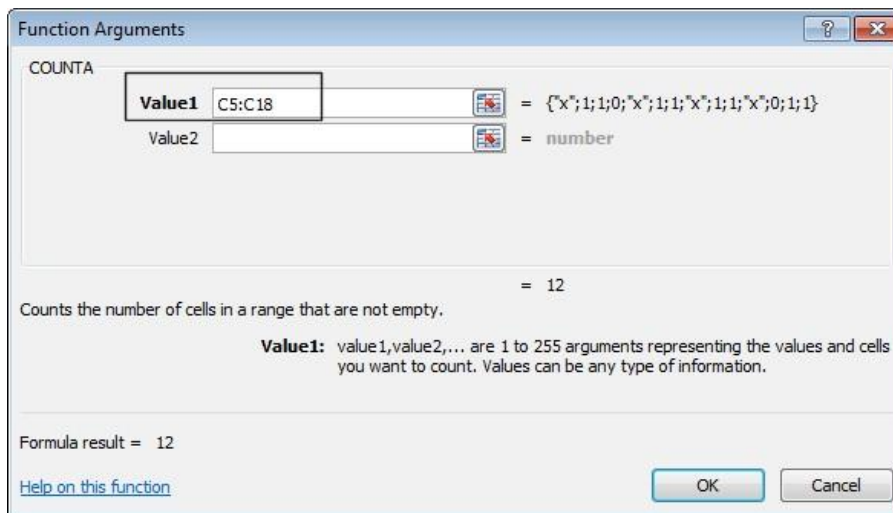 Function Arguments
COUNTA
Value1 C5:C18 = {"x";1;1;0;"x";1;1;"x";1;1;"x";0;1;1}
Value2 = number
= 12
Counts the number of cells in a range that are not empty.
Value1: value1,value2,... are 1 to 255 arguments representing the values and cells
you want to count. Values can be any type of information.
Formula result = 12
Help on this function OK Cancel